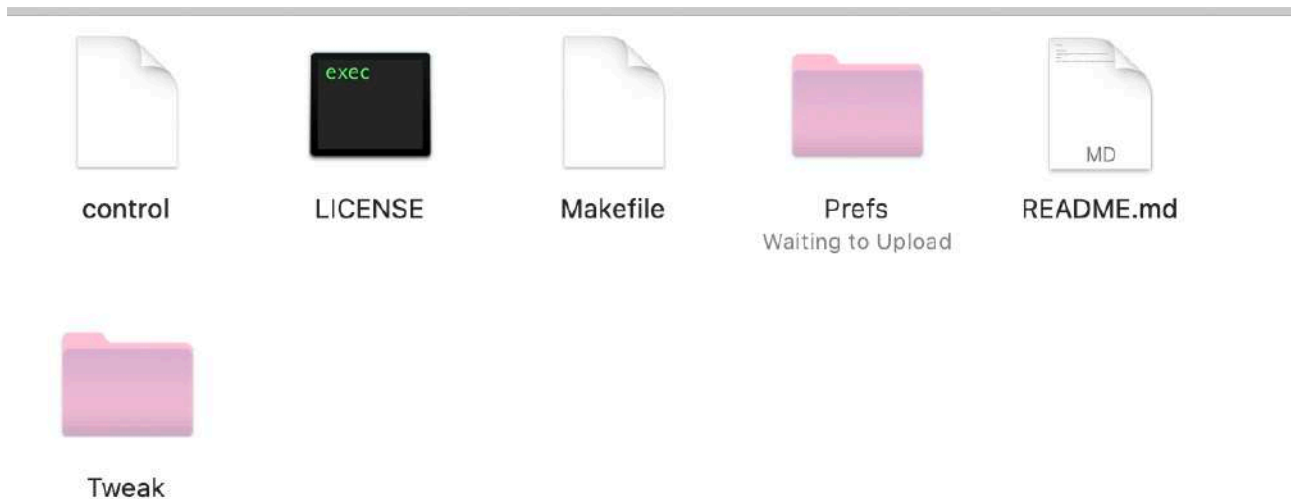 exec
MD
control
LICENSE
Makefile
Prefs
README.md
Waiting to Upload
Tweak